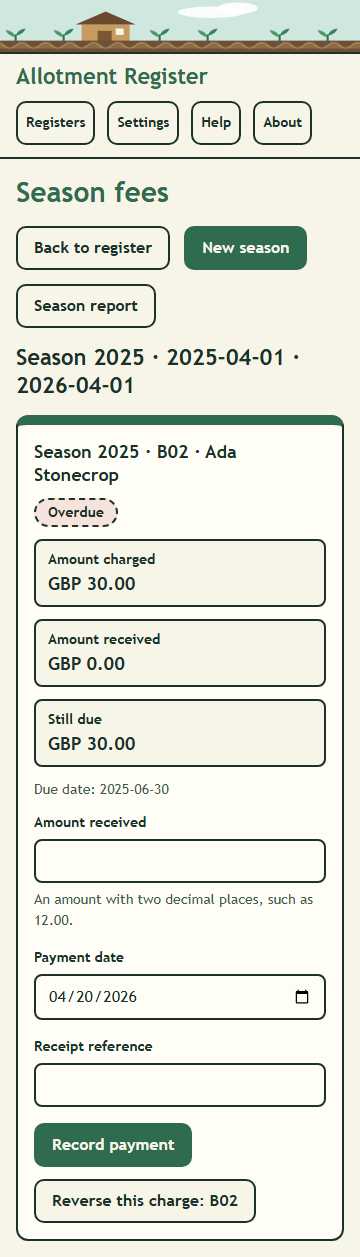 Allotment Register
Registers
Settings
Help
About
Season fees
Back to register
New season
Season report
Season 2025 · 2025-04-01 ·
2026-04-01
Season 2025 · B02 · Ada
Stonecrop
Overdue
Amount charged
GBP 30.00
Amount received
GBP 0.00
Still due
GBP 30.00
Due date: 2025-06-30
Amount received
An amount with two decimal places, such as
12.00.
Payment date
04/20/2026
Receipt reference
Record payment
Reverse this charge: B02